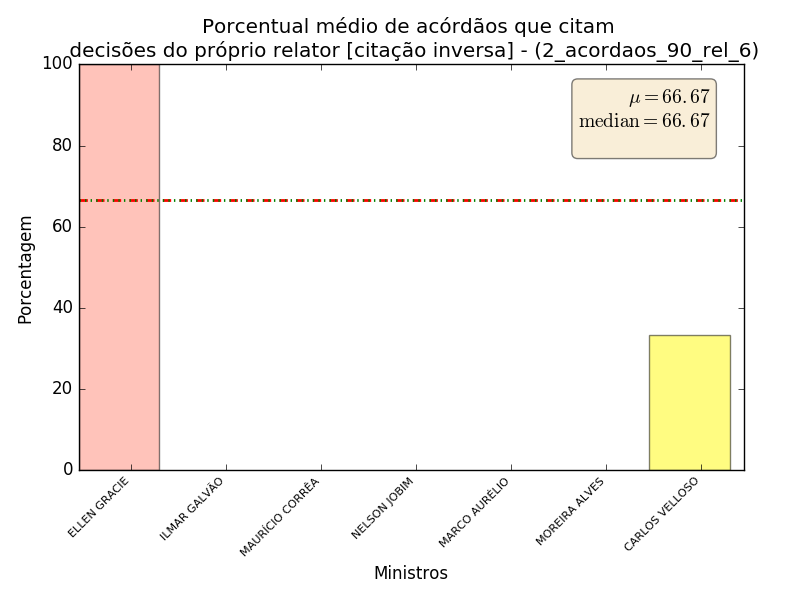 Porcentual médio de acórdãos que citam
decisões do próprio relator [citação inversa] - (2_acordaos_90_rel_6)
μ = 66.67
median = 66.67
100
80
60
40
20
0
Porcentagem
ELLEN GRACIE
ILMAR GALVÃO
MAURÍCIO CORRÊA
NELSON JOBIM
MARCO AURÉLIO
MOREIRA ALVES
CARLOS VELLOSO
Ministros